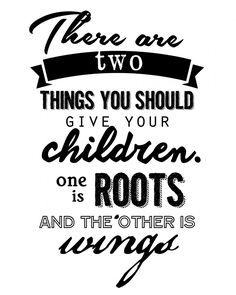 There are
two
THINGS YOU SHOULD
GIVE YOUR
children.
one
is ROOTS
AND THE OTHER IS
wings